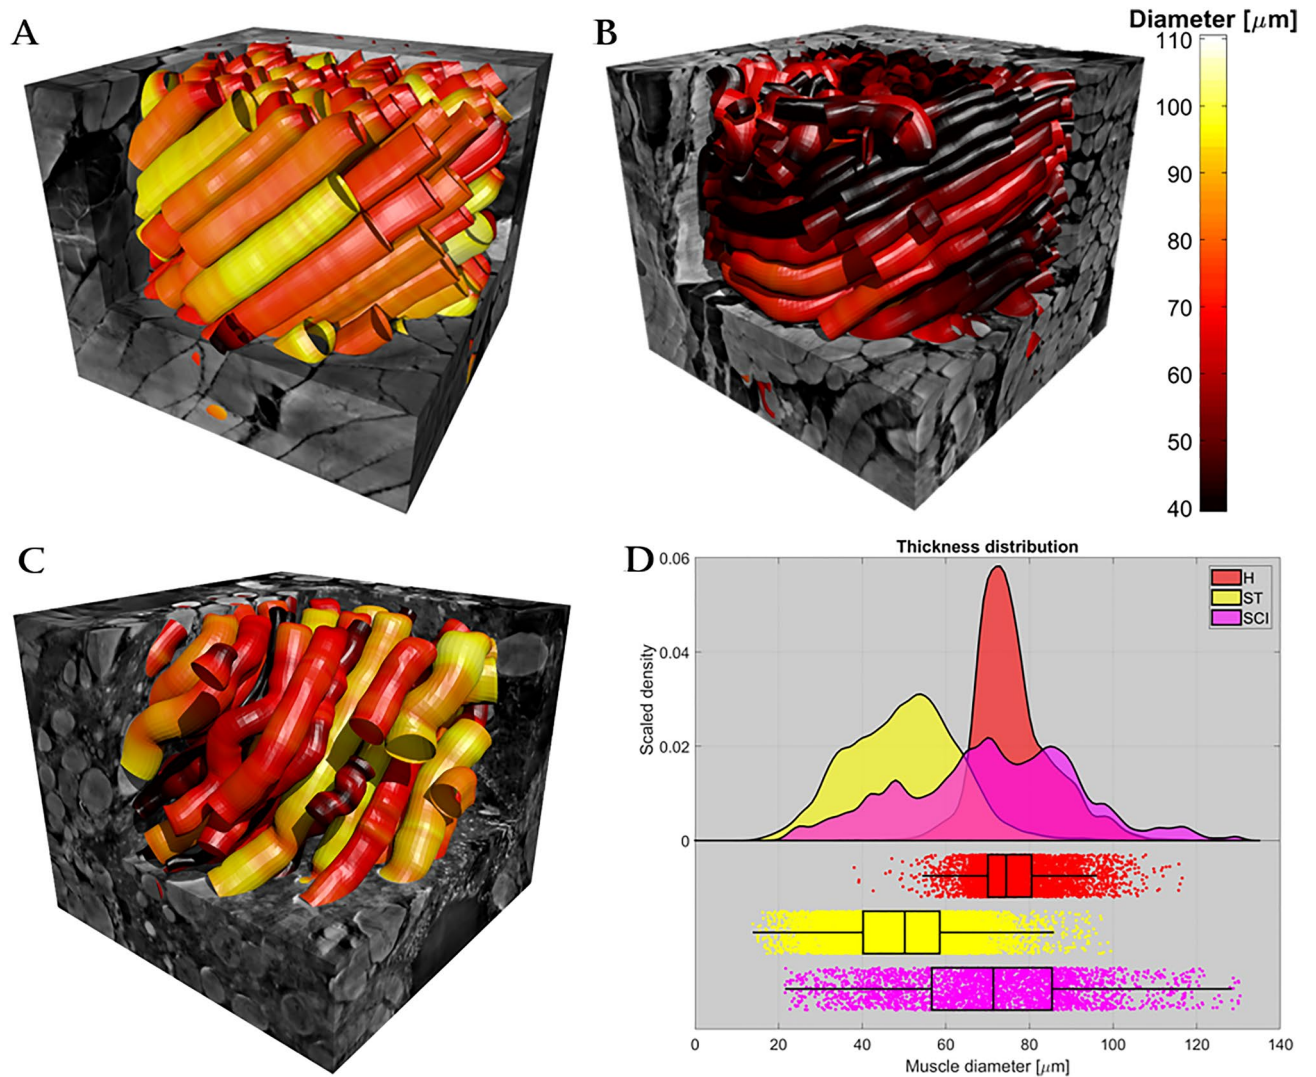 A
B
Diameter [μm]
110
100
90
80
70
60
50
40
C
D
Thickness distribution
0.06
0.04
0.02
0
Scaled density
H
ST
SCI
0 20 40 60 80 100 120 140
Muscle diameter [μm]